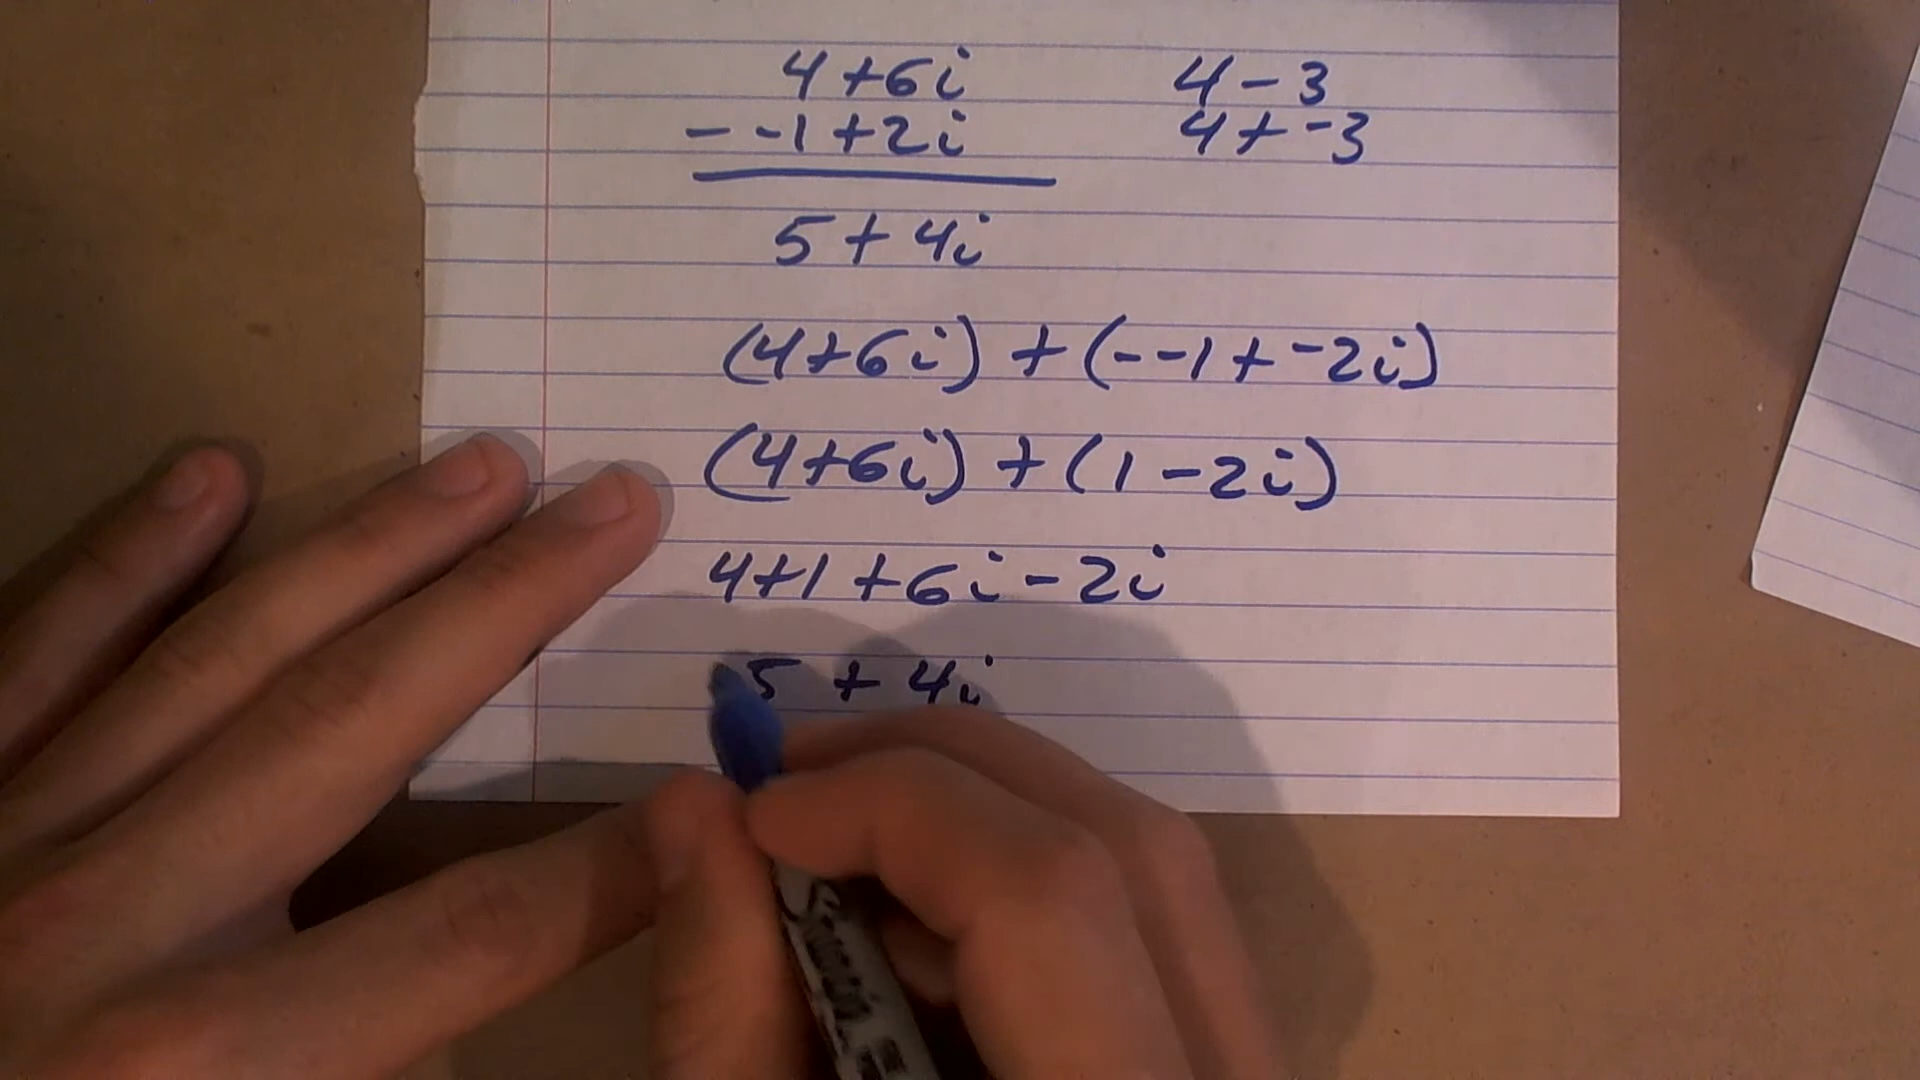 4+6i
- -1+2i
5+4i
4-3
4+-3
(4+6i)+(--1+-2i)
(4+6i)+(1-2i)
4+1+6i-2i
5+4i